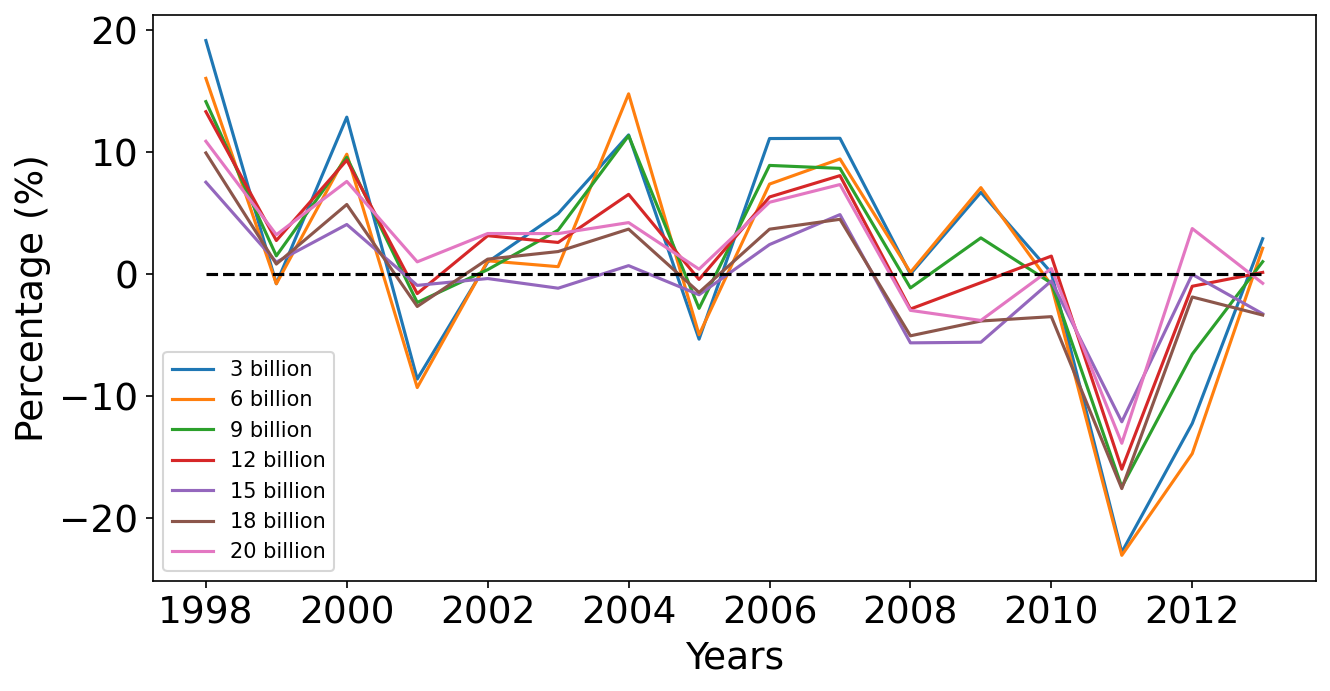 Percentage (%)
20
10
0
−10
−20
3 billion
6 billion
9 billion
12 billion
15 billion
18 billion
20 billion
1998 2000 2002 2004 2006 2008 2010 2012
Years